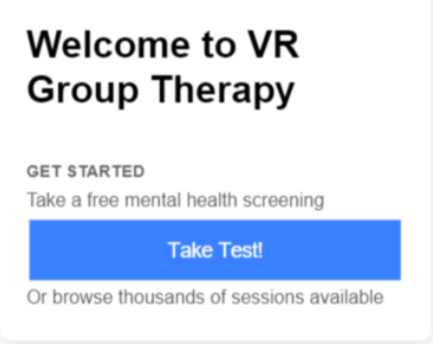 Welcome to VR
Group Therapy
GET STARTED
Take a free mental health screening
Take Test!
Or browse thousands of sessions available